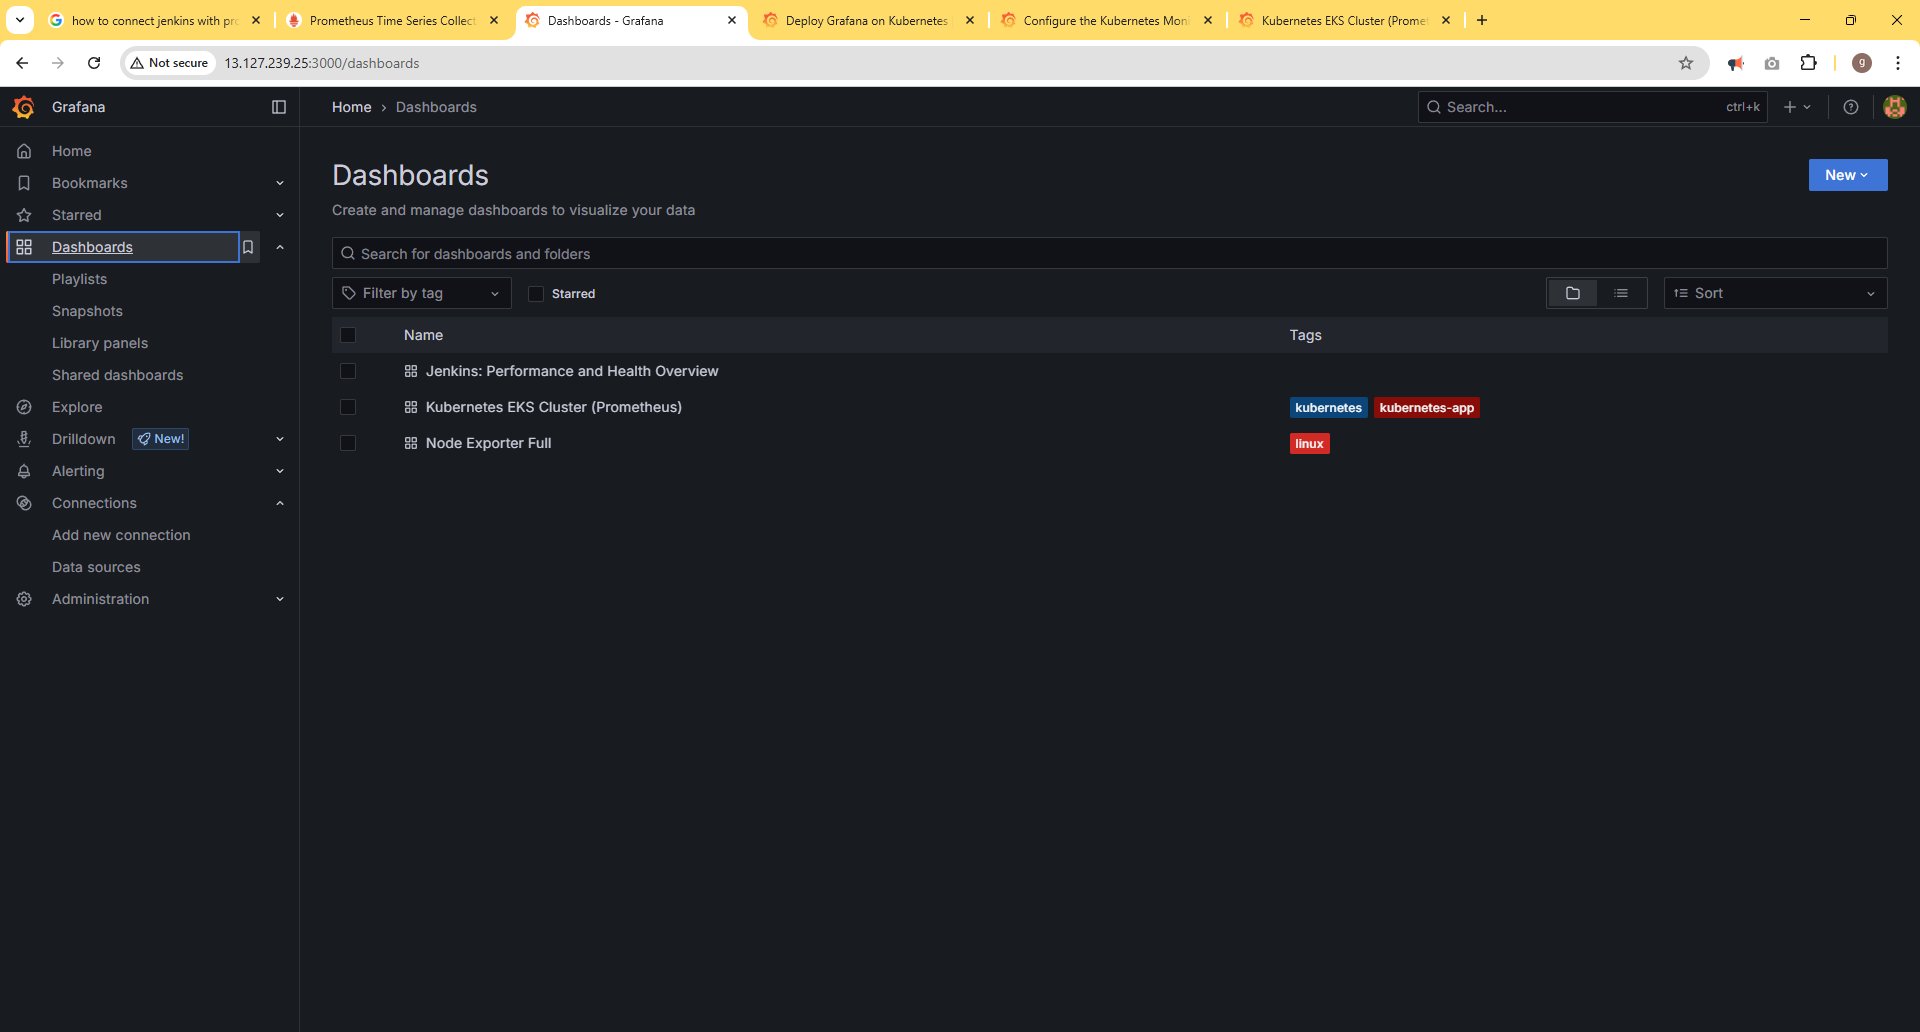 how to connect jenkins with pr
Prometheus Time Series Collect
Dashboards - Grafana
Deploy Grafana on Kubernetes
Configure the Kubernetes Moni
Kubernetes EKS Cluster (Promet
Not secure
13.127.239.25:3000/dashboards
g
Grafana
Home › Dashboards
Search...
ctrl+k
Home
Bookmarks
Starred
Dashboards
Playlists
Snapshots
Library panels
Shared dashboards
Explore
Drilldown New!
Alerting
Connections
Add new connection
Data sources
Administration
Dashboards
New
Create and manage dashboards to visualize your data
Search for dashboards and folders
Filter by tag
Starred
Sort
Name Tags
Jenkins: Performance and Health Overview
Kubernetes EKS Cluster (Prometheus) kubernetes kubernetes-app
Node Exporter Full linux